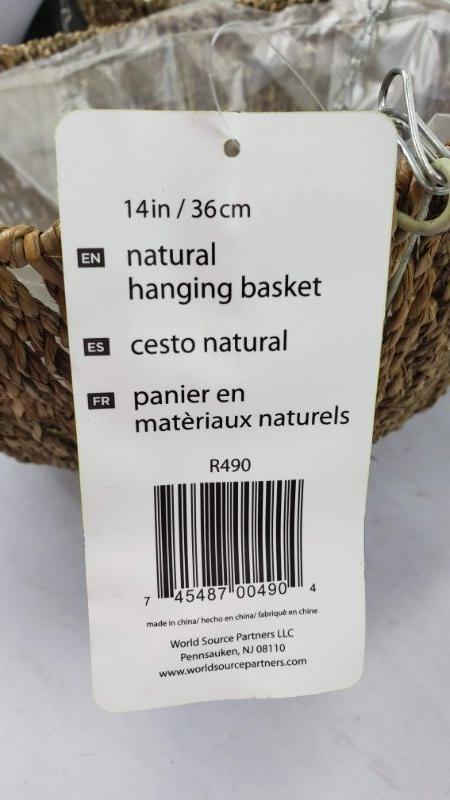 14in / 36cm
EN natural
hanging basket
ES cesto natural
FR panier en
matèriaux naturels
R490
7 45487 00490 4
made in china/ hecho en china/ fabriqué en chine
World Source Partners LLC
Pennsauken, NJ 08110
www.worldsourcepartners.com